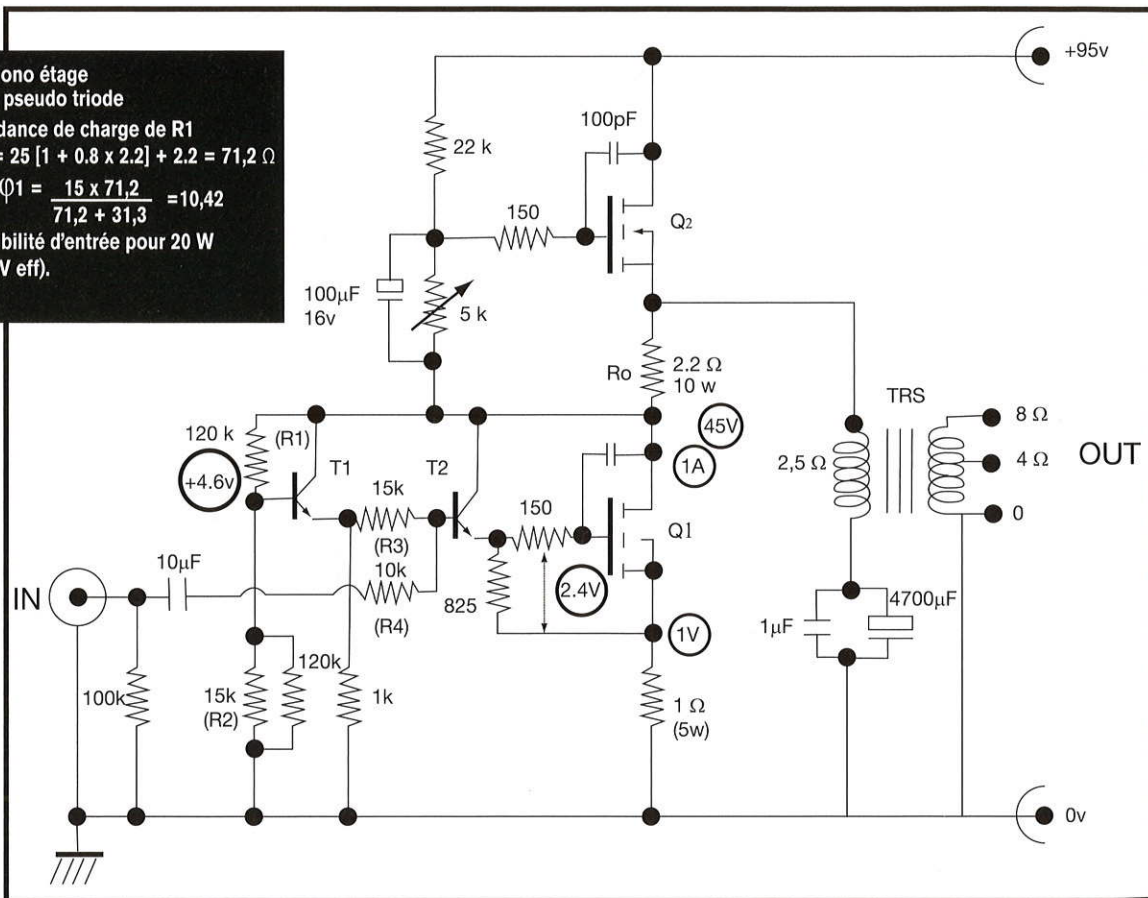 ono étage
pseudo triode
dance de charge de R1
= 25 [1 + 0.8 x 2.2] + 2.2 = 71,2 Ω
φ1 = 15 x 71,2 / 71,2 + 31,3 = 10,42
bilité d'entrée pour 20 W
V eff).
+95v
100pF
22 k
150
Q2
100µF
16v
5 k
Ro
2.2 Ω
10 w
TRS
8 Ω
120 k
(R1)
45V
OUT
4 Ω
+4.6v
T1
T2
1A
2,5 Ω
15k
150
0
(R3)
Q1
10µF
10k
2.4V
IN
(R4)
825
4700µF
1V
1µF
120k
100k
15k
(R2)
1k
1 Ω
(5w)
0v